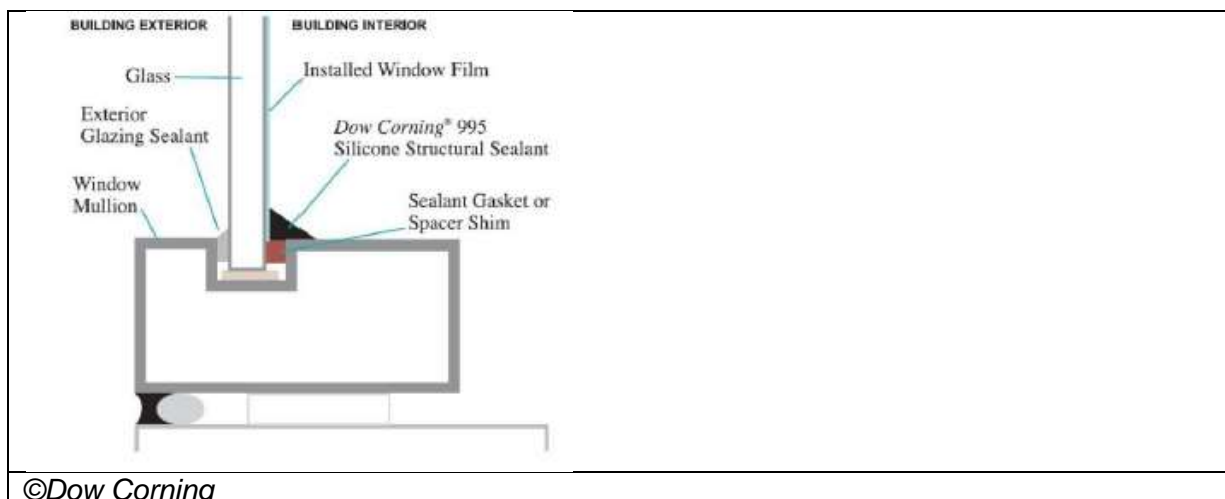 BUILDING EXTERIOR
BUILDING INTERIOR
Glass
Installed Window Film
Exterior
Glazing Sealant
Dow Corning® 995
Silicone Structural Sealant
Window
Mullion
Sealant Gasket or
Spacer Shim
©Dow Corning